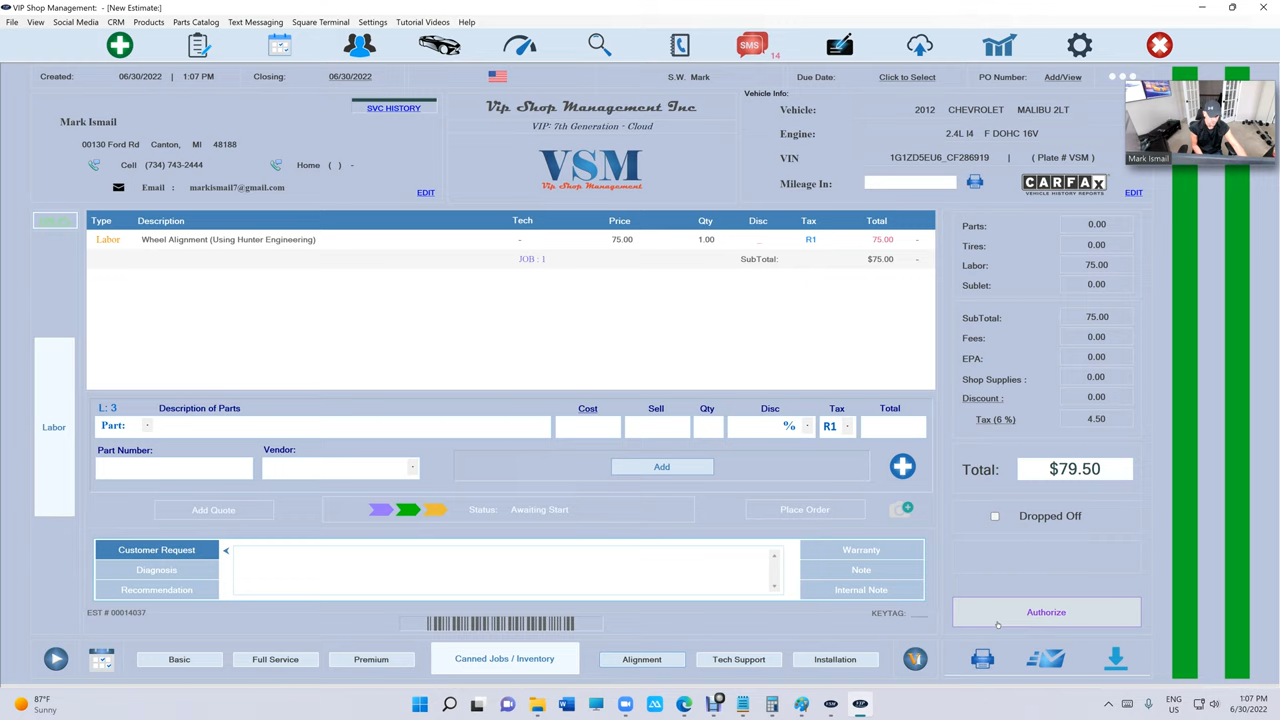 VIP Shop Management: - [New Estimate:]
File View Social Media CRM Products Parts Catalog Text Messaging Square Terminal Settings Tutorial Videos Help
SMS 14
Created: 06/30/2022 | 1:07 PM Closing: 06/30/2022 S.W. Mark Due Date: Click to Select PO Number: Add/View
SVC HISTORY
Mark Ismail
00130 Ford Rd Canton, MI 48188
Cell (734) 743-2444 Home ( ) -
Email : markismail7@gmail.com
EDIT
Vip Shop Management Inc
VIP: 7th Generation - Cloud
VSM
Vip Shop Management
Vehicle Info:
Vehicle: 2012 CHEVROLET MALIBU 2LT
Engine: 2.4L I4 F DOHC 16V
VIN 1G1ZD5EU6_CF286919 | ( Plate # VSM )
Mileage In: CARFAX
VEHICLE HISTORY REPORTS
EDIT
Mark Ismail
Type Description Tech Price Qty Disc Tax Total
Labor Wheel Alignment (Using Hunter Engineering) - 75.00 1.00 _ R1 75.00 -
JOB : 1 SubTotal: $75.00 -
Labor
L: 3 Description of Parts Cost Sell Qty Disc Tax Total
Part: % R1
Part Number: Vendor:
Add
Add Quote Status: Awaiting Start Place Order
Customer Request
Diagnosis
Recommendation
Warranty
Note
Internal Note
EST # 00014037 KEYTAG:
Parts: 0.00
Tires: 0.00
Labor: 75.00
Sublet: 0.00
SubTotal: 75.00
Fees: 0.00
EPA: 0.00
Shop Supplies : 0.00
Discount : 0.00
Tax (6 %) 4.50
Total: $79.50
Dropped Off
Authorize
Basic Full Service Premium Canned Jobs / Inventory Alignment Tech Support Installation
87°F
Sunny
ENG
US
1:07 PM
6/30/2022